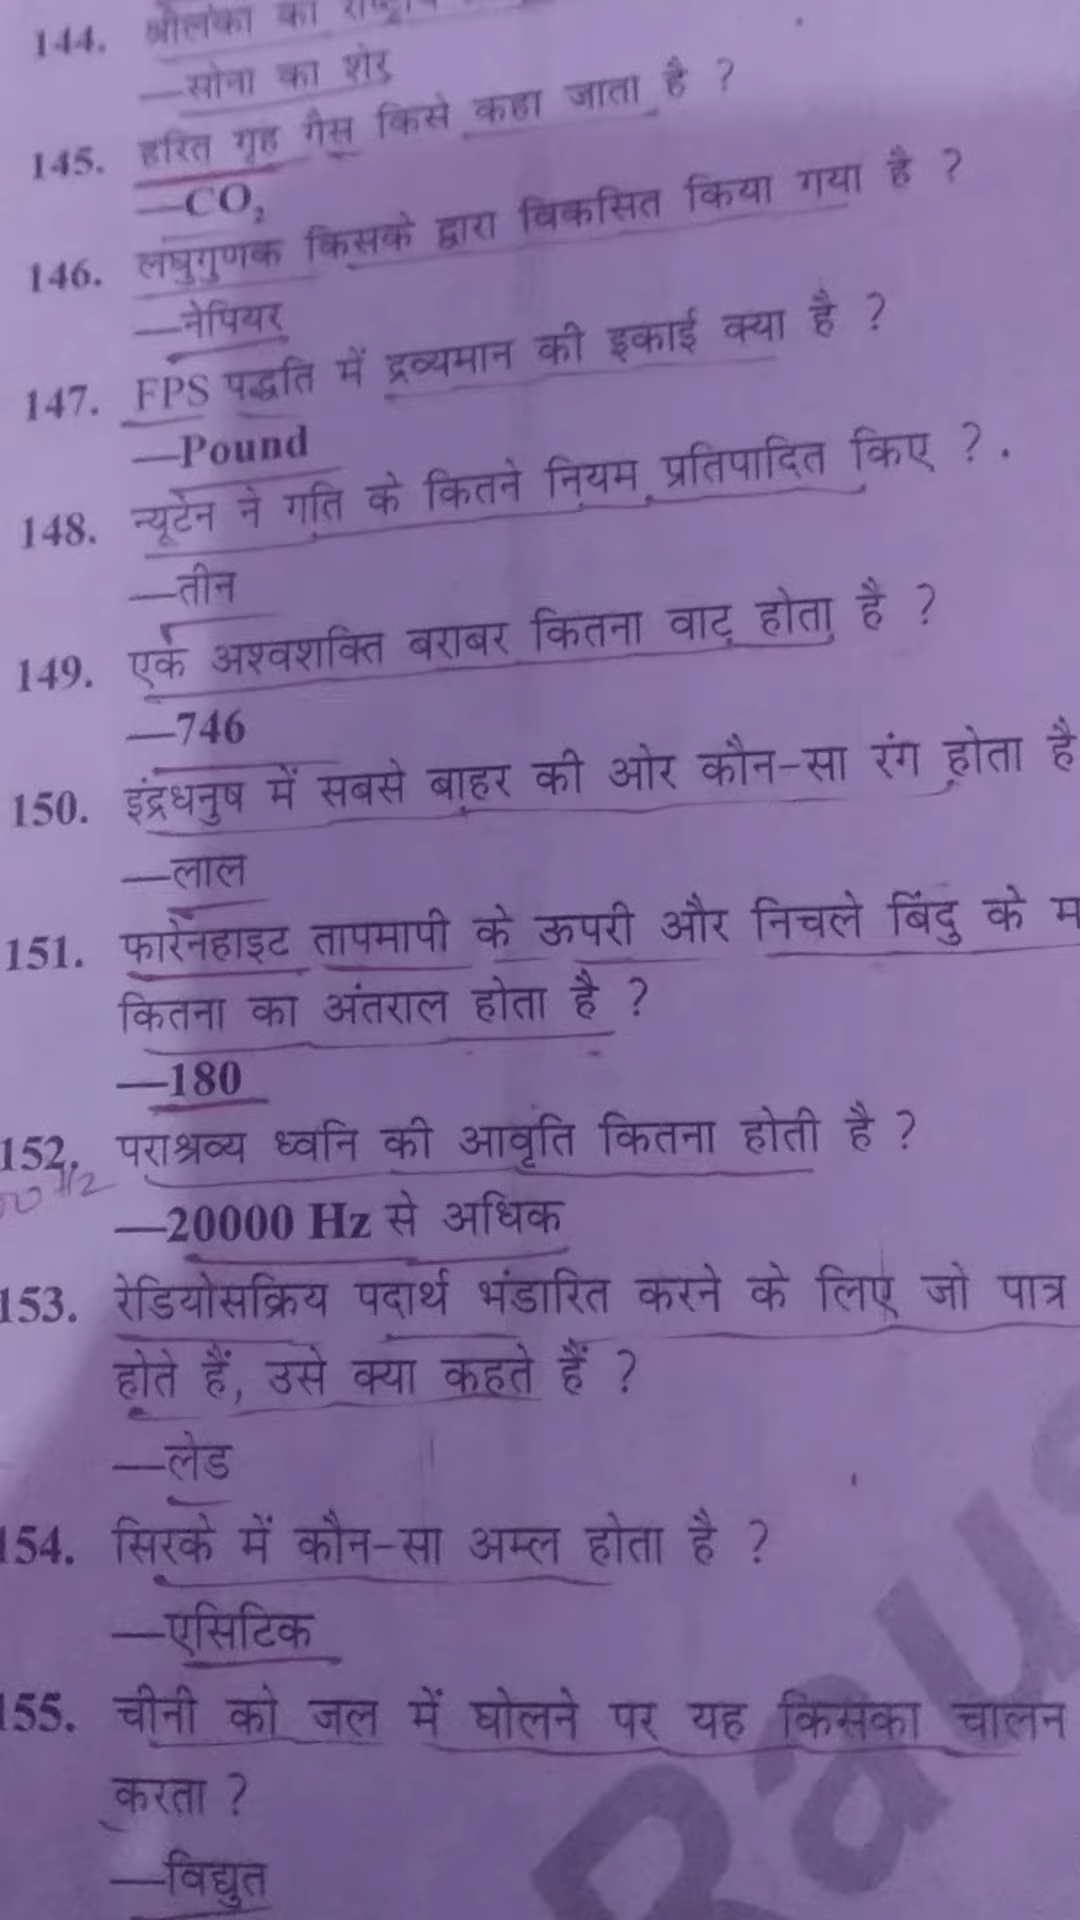 144. श्रीलंका का राष्ट्रीय
—सोना का शेर
145. हरित गृह गैस किसे कहा जाता है ?
—CO₂
146. लघुगुणक किसके द्वारा विकसित किया गया है ?
—नेपियर
147. FPS पद्धति में द्रव्यमान की इकाई क्या है ?
—Pound
148. न्यूटन ने गति के कितने नियम प्रतिपादित किए ?
—तीन
149. एक अश्वशक्ति बराबर कितना वाट होता है ?
—746
150. इंद्रधनुष में सबसे बाहर की ओर कौन-सा रंग होता है
—लाल
151. फारेनहाइट तापमापी के ऊपरी और निचले बिंदु के म
कितना का अंतराल होता है ?
—180
152. पराश्रव्य ध्वनि की आवृति कितना होती है ?
—20000 Hz से अधिक
153. रेडियोसक्रिय पदार्थ भंडारित करने के लिए जो पात्र
होते हैं, उसे क्या कहते हैं ?
—लेड
154. सिरके में कौन-सा अम्ल होता है ?
—एसिटिक
155. चीनी को जल में घोलने पर यह किसका चालन
करता ?
—विद्युत